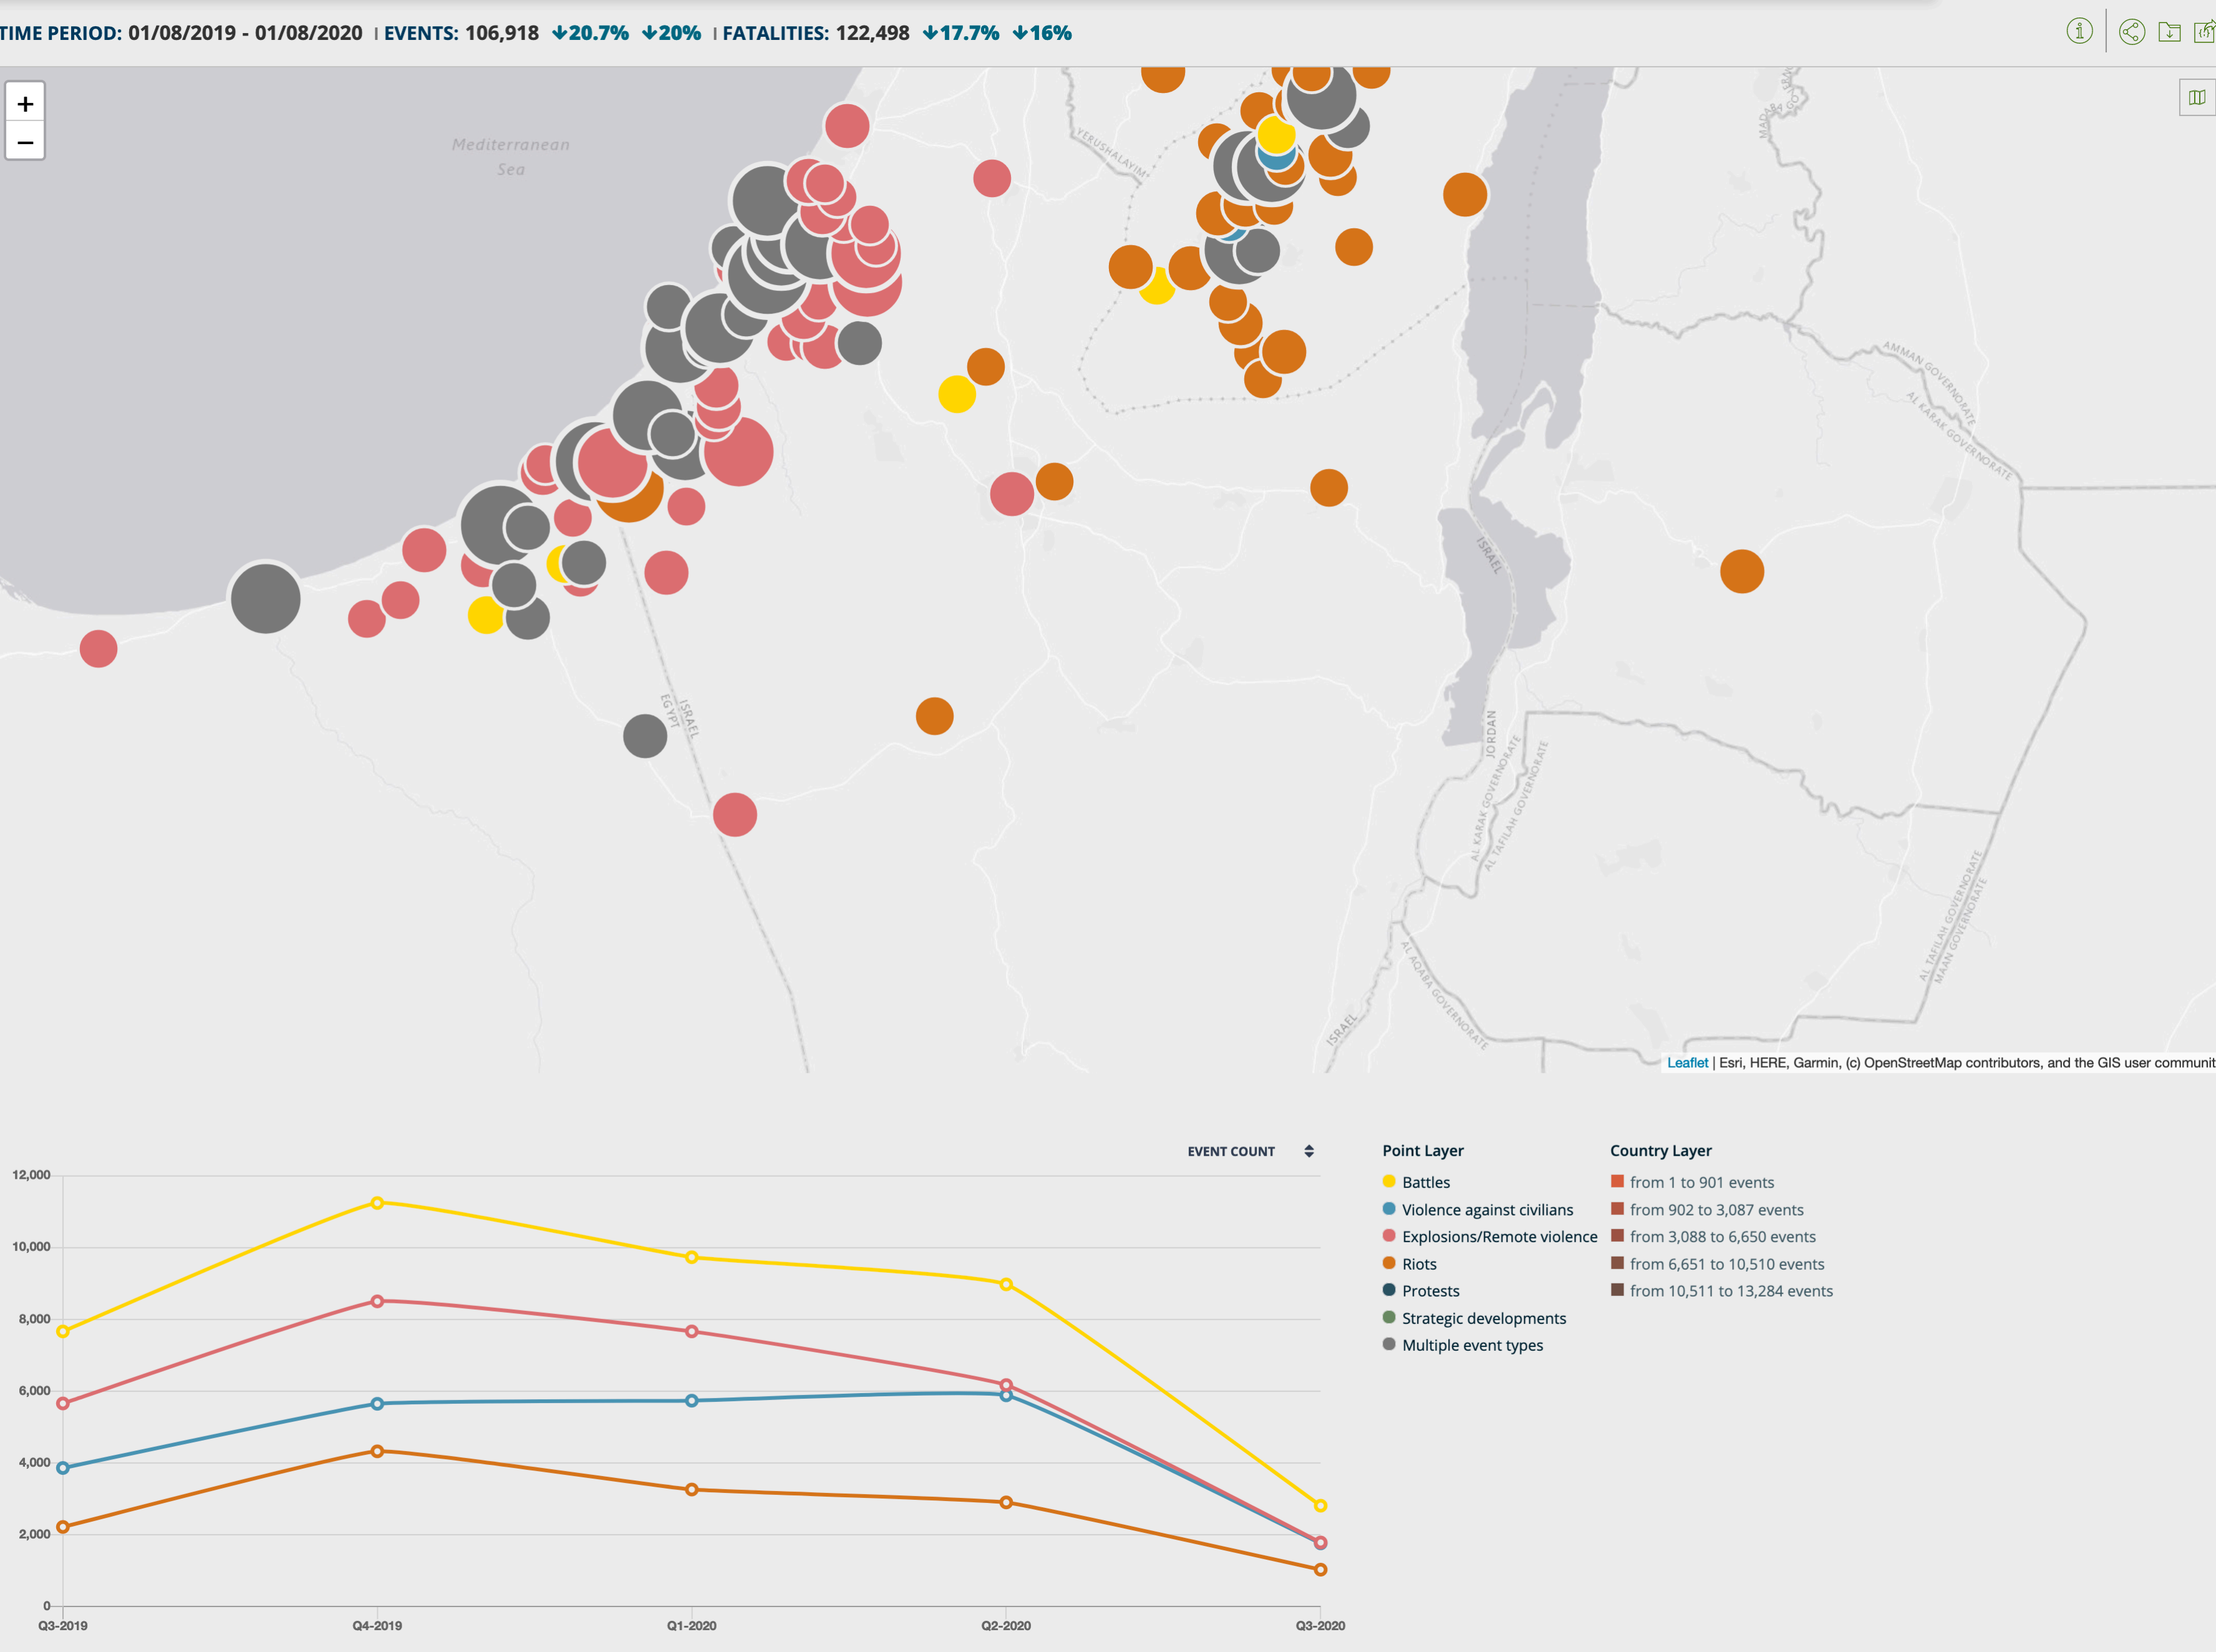 TIME PERIOD: 01/08/2019 - 01/08/2020 | EVENTS: 106,918 ↓20.7% ↓20% | FATALITIES: 122,498 ↓17.7% ↓16%
+
−
Mediterranean
Sea
YERUSHALAYIM
AMMAN GOVERNORATE
AL KARAK GOVERNORATE
ISRAEL
EGYPT
ISRAEL
JORDAN
AL KARAK GOVERNORATE
AL TAFILAH GOVERNORATE
AL TAFILAH GOVERNORATE
MAAN GOVERNORATE
AL AQABA GOVERNORATE
ISRAEL
Leaflet | Esri, HERE, Garmin, (c) OpenStreetMap contributors, and the GIS user communit
EVENT COUNT
12,000
10,000
8,000
6,000
4,000
2,000
0
Q3-2019 Q4-2019 Q1-2020 Q2-2020 Q3-2020
Point Layer
Battles
Violence against civilians
Explosions/Remote violence
Riots
Protests
Strategic developments
Multiple event types
Country Layer
from 1 to 901 events
from 902 to 3,087 events
from 3,088 to 6,650 events
from 6,651 to 10,510 events
from 10,511 to 13,284 events